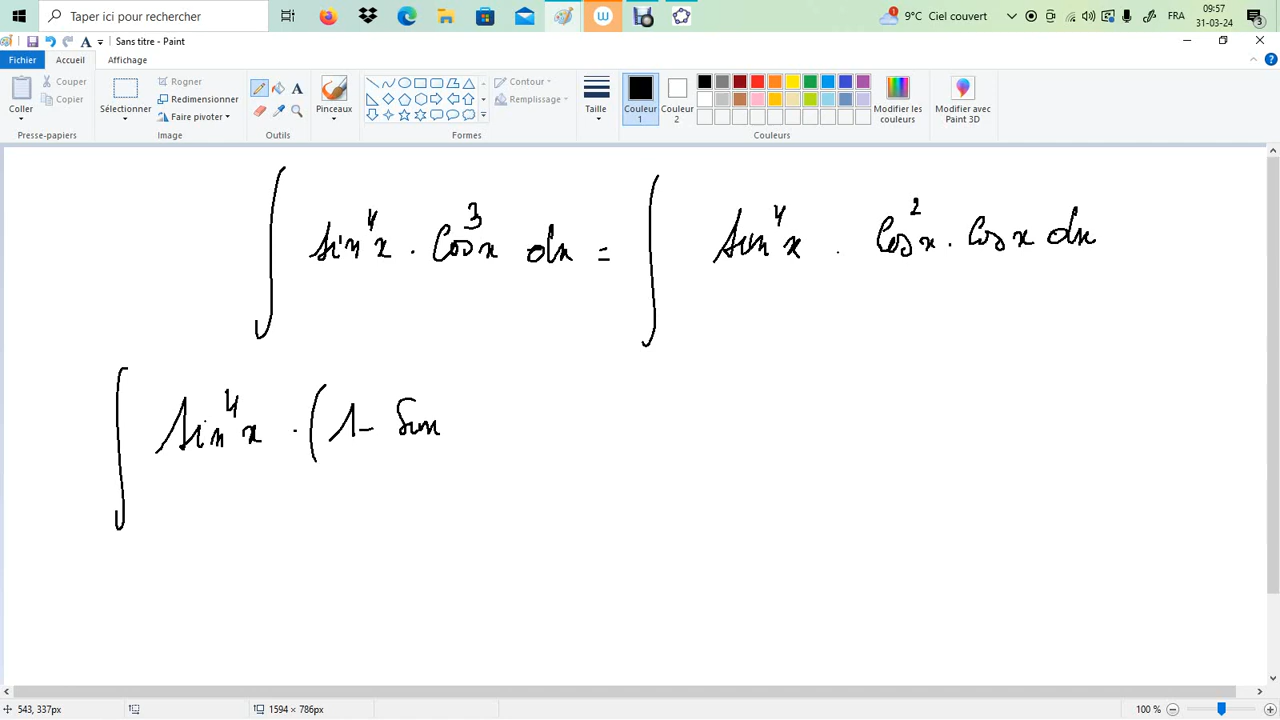 Taper ici pour rechercher
9°C Ciel couvert
FRA
09:57
31-03-24
3
Sans titre - Paint
Fichier Accueil Affichage
Coller
Couper
Copier
Presse-papiers
Sélectionner
Rogner
Redimensionner
Faire pivoter
Image
A
Outils
Pinceaux
Contour
Remplissage
Formes
Taille
Couleur 1
Couleur 2
Modifier les couleurs
Couleurs
Modifier avec Paint 3D
∫ sin⁴x · cos³x dx = ∫ sin⁴x · cos²x · cos x dx
∫ sin⁴x · (1 - sin
543, 337px
1594 × 786px
100 %